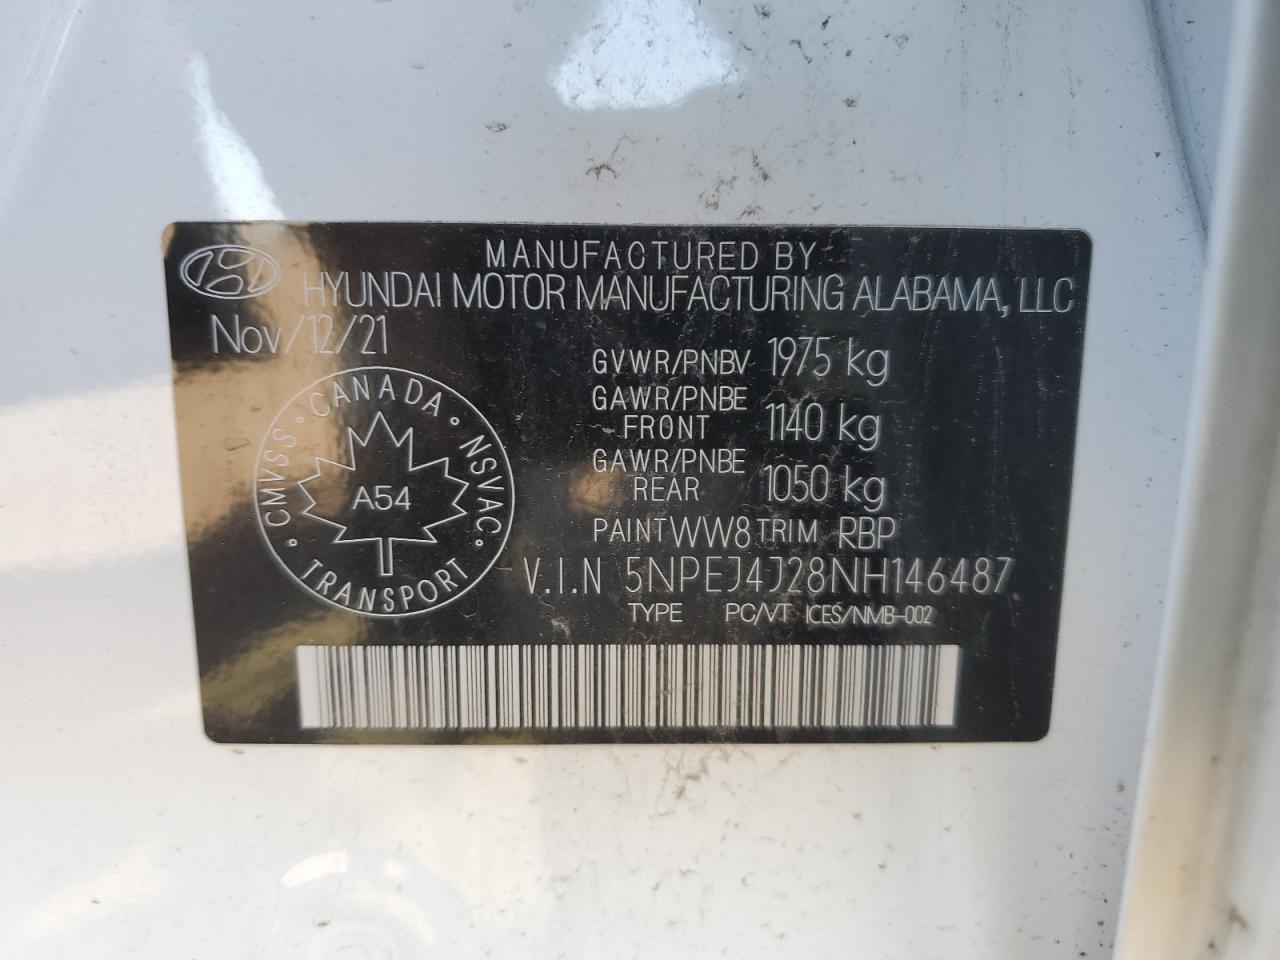 MANUFACTURED BY
HYUNDAI MOTOR MANUFACTURING ALABAMA, LLC
Nov/12/21
GVWR/PNBV 1975 kg
GAWR/PNBE FRONT 1140 kg
GAWR/PNBE REAR 1050 kg
PAINT WW8 TRIM RBP
V.I.N 5NPEJ4J28NH146487
TYPE PC/VT ICES/NMB-002
CANADA
CMVSS
NSVAC
A54
TRANSPORT